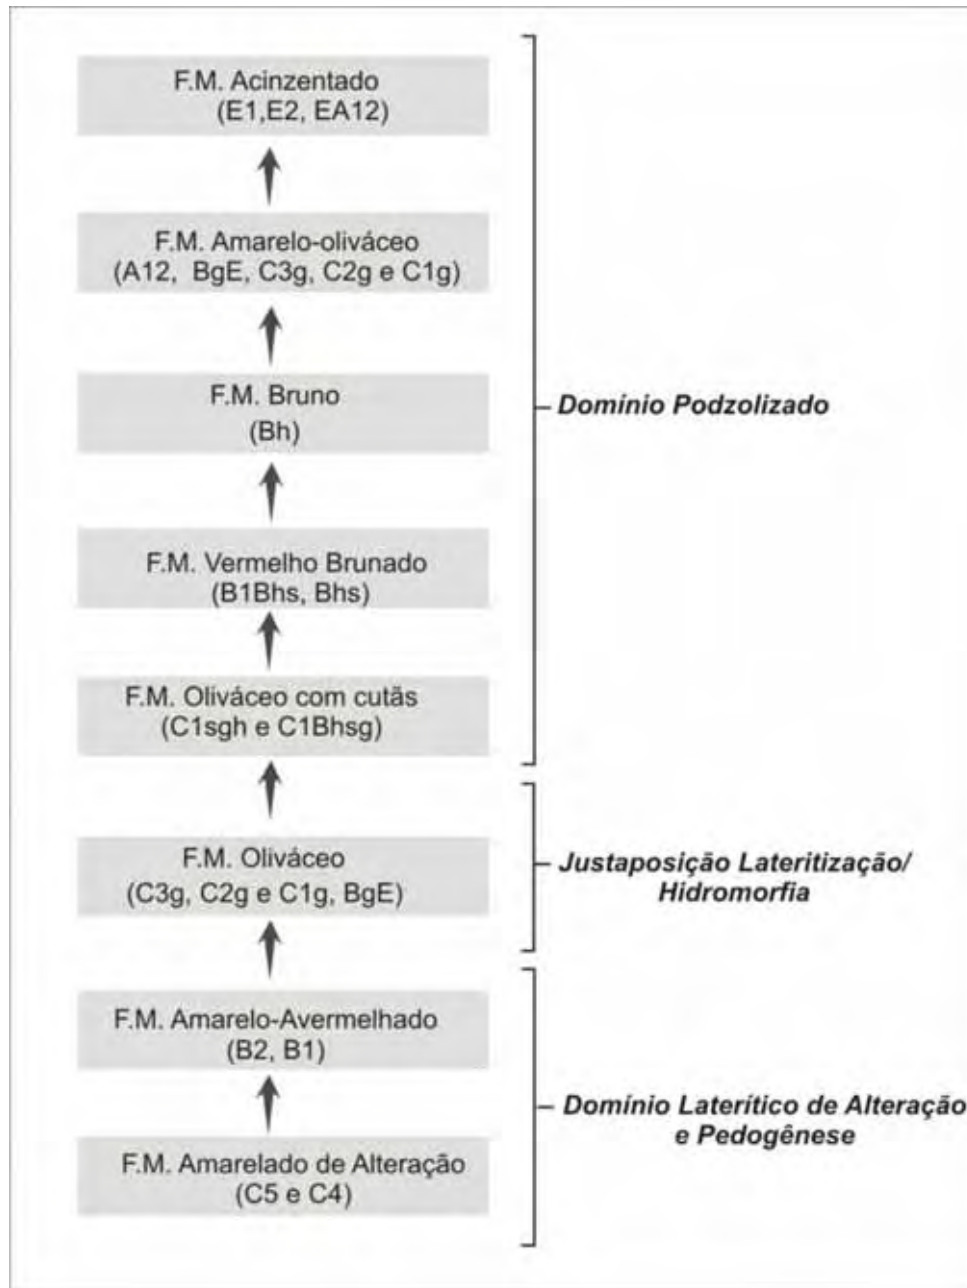 F.M. Acinzentado
(E1,E2, EA12)
F.M. Amarelo-oliváceo
(A12, BgE, C3g, C2g e C1g)
F.M. Bruno
(Bh)
Domínio Podzolizado
F.M. Vermelho Brunado
(B1Bhs, Bhs)
F.M. Oliváceo com cutãs
(C1sgh e C1Bhsg)
F.M. Oliváceo
(C3g, C2g e C1g, BgE)
Justaposição Lateritização/
Hidromorfia
F.M. Amarelo-Avermelhado
(B2, B1)
Domínio Laterítico de Alteração
e Pedogênese
F.M. Amarelado de Alteração
(C5 e C4)